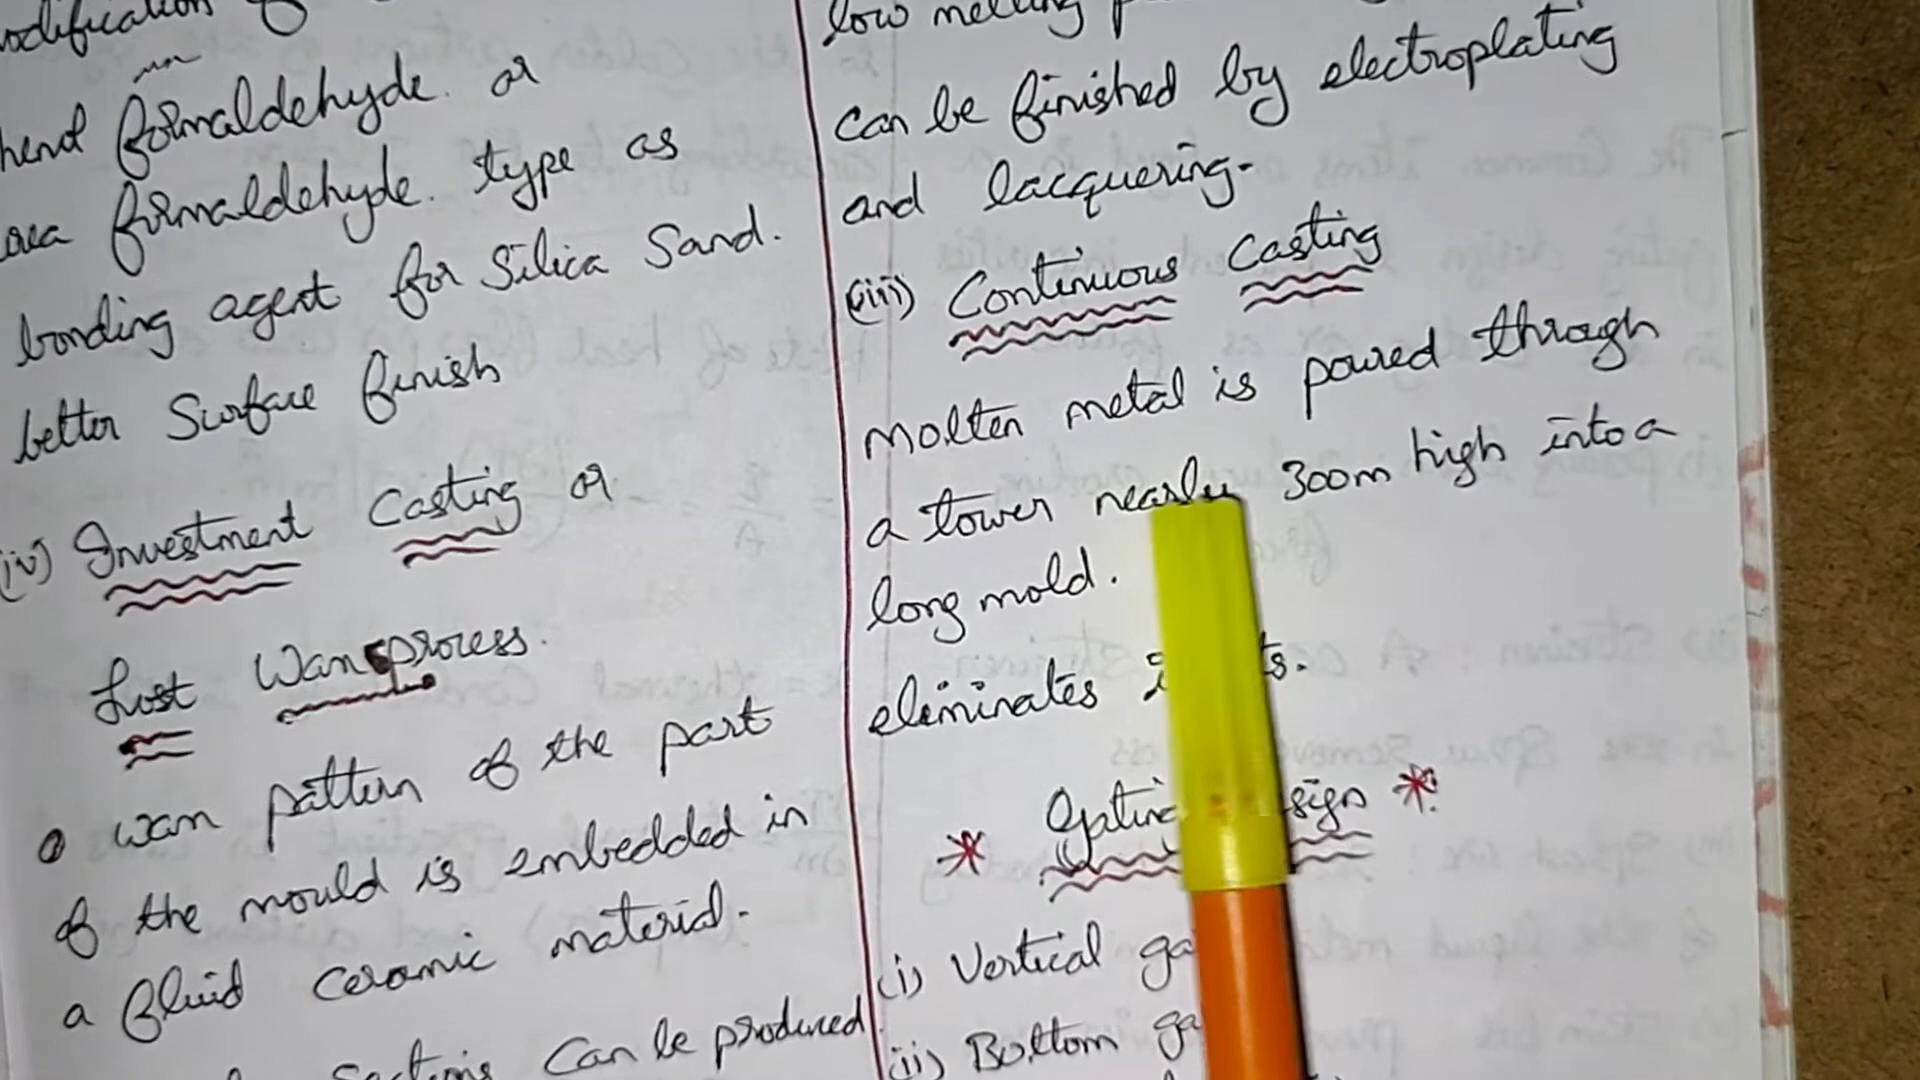 hend formaldehyde. or
formaldehyde. type as
bonding agent for Silica Sand.
better Surface finish
(iv) Investment Casting or
Lost Wax process.
a wax pattern of the part
of the mould is embedded in
a fluid ceramic material.
Sections Can be produced
low melting
can be finished by electroplating
and lacquering.
(iii) Continuous Casting
Molten metal is poured through
a tower nearly 300m high into a
long mold.
eliminates
* Gating *
(i) Vertical
(ii) Bottom